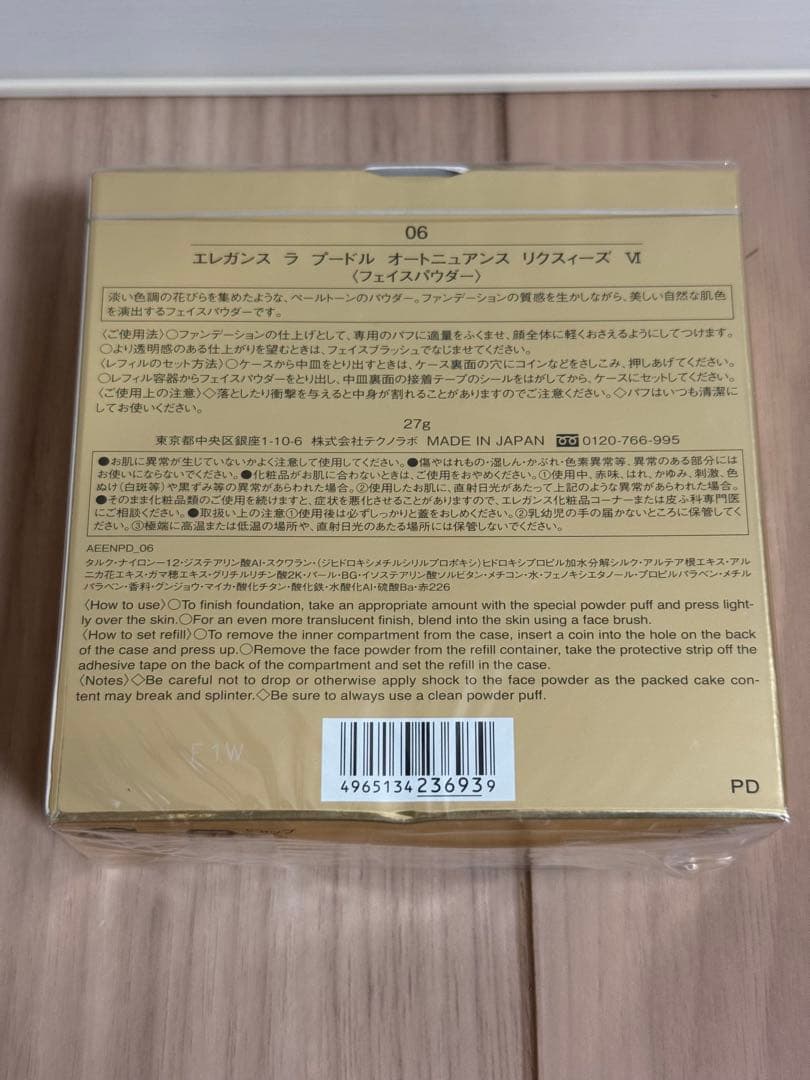 06
エレガンス ラ プードル オートニュアンス リクスィーズ Ⅵ
〈フェイスパウダー〉
淡い色調の花びらを集めたような、ペールトーンのパウダー。ファンデーションの質感を生かしながら、美しい自然な肌色
を演出するフェイスパウダーです。
〈ご使用法〉○ファンデーションの仕上げとして、専用のパフに適量をふくませ、顔全体に軽くおさえるようにしてつけます。
○より透明感のある仕上がりを望むときは、フェイスブラッシュでなじませてください。
〈レフィルのセット方法〉○ケースから中皿をとり出すときは、ケース裏面の穴にコインなどをさしこみ、押しあげてください。
○レフィル容器からフェイスパウダーをとり出し、中皿裏面の接着テープのシールをはがしてから、ケースにセットしてください。
〈ご使用上の注意〉◇落としたり衝撃を与えると中身が割れることがありますのでご注意ください。◇パフはいつも清潔に
してお使いください。
27g
東京都中央区銀座1-10-6 株式会社テクノラボ MADE IN JAPAN 0120-766-995
●お肌に異常が生じていないかよく注意して使用してください。●傷やはれもの・湿しん・かぶれ・色素異常等、異常のある部分には
お使いにならないでください。●化粧品がお肌に合わないときは、ご使用をおやめください。①使用中、赤味、はれ、かゆみ、刺激、色
ぬけ(白斑等)や黒ずみ等の異常があらわれた場合。②使用したお肌に、直射日光があたって上記のような異常があらわれた場合。
●そのまま化粧品類のご使用を続けますと、症状を悪化させることがありますので、エレガンス化粧品コーナーまたは皮ふ科専門医
にご相談ください。●取扱い上の注意①使用後は必ずしっかりと蓋をおしめください。②乳幼児の手の届かないところに保管してく
ださい。③極端に高温または低温の場所や、直射日光のあたる場所には保管しないでください。
AEENPD_06
タルク・ナイロン-12・ジステアリン酸Al・スクワラン・(ジヒドロキシメチルシリルプロポキシ)ヒドロキシプロピル加水分解シルク・アルテア根エキス・アル
ニカ花エキス・ガマ穂エキス・グリチルリチン酸2K・パール・BG・イソステアリン酸ソルビタン・メチコン・水・フェノキシエタノール・プロピルパラベン・メチル
パラベン・香料・グンジョウ・マイカ・酸化チタン・酸化鉄・水酸化Al・硫酸Ba・赤226
〈How to use〉○To finish foundation, take an appropriate amount with the special powder puff and press light-
ly over the skin.○For an even more translucent finish, blend into the skin using a face brush.
〈How to set refill〉○To remove the inner compartment from the case, insert a coin into the hole on the back
of the case and press up.○Remove the face powder from the refill container, take the protective strip off the
adhesive tape on the back of the compartment and set the refill in the case.
〈Notes〉◇Be careful not to drop or otherwise apply shock to the face powder as the packed cake con-
tent may break and splinter.◇Be sure to always use a clean powder puff.
E1W
4965134236939
PD